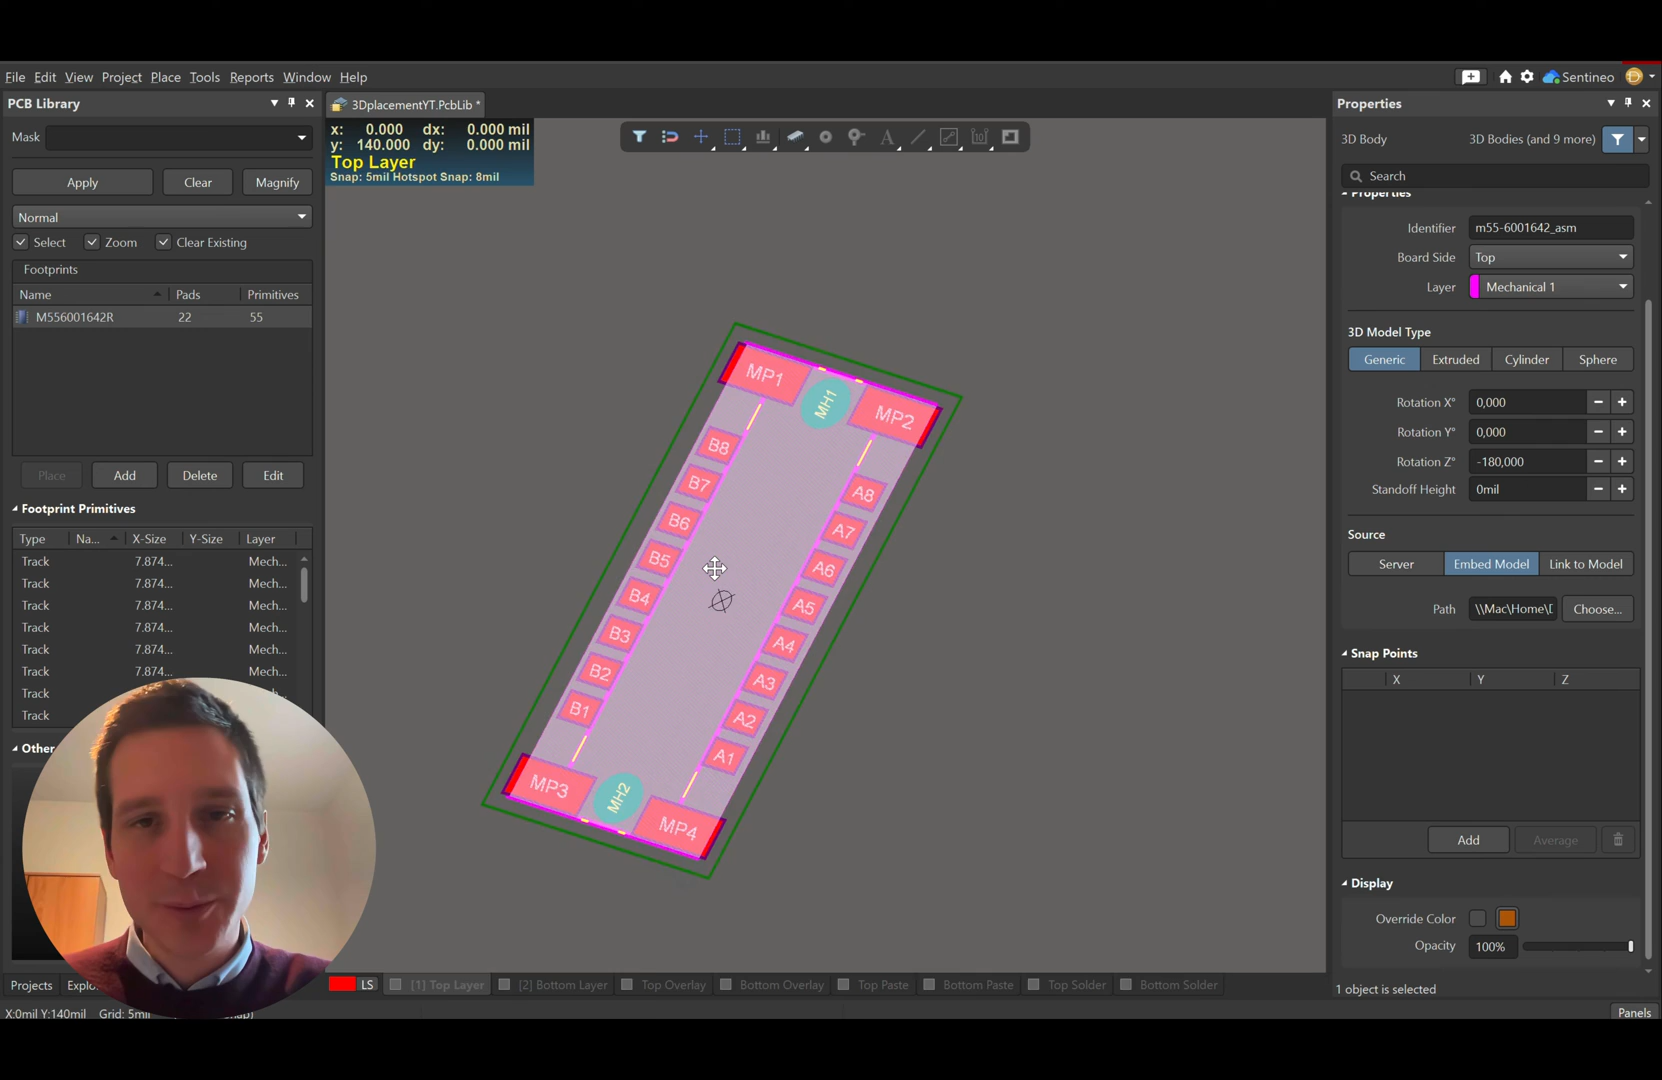 File Edit View Project Place Tools Reports Window Help
Sentineo
PCB Library
3DplacementYT.PcbLib *
Properties
x: 0.000 dx: 0.000 mil
y: 140.000 dy: 0.000 mil
Top Layer
Snap: 5mil Hotspot Snap: 8mil
Mask
3D Body 3D Bodies (and 9 more)
Apply Clear Magnify
Search
Normal
Properties
Select Zoom Clear Existing
Identifier m55-6001642_asm
Board Side Top
Footprints
Layer Mechanical 1
Name Pads Primitives
M556001642R 22 55
3D Model Type
Generic Extruded Cylinder Sphere
Rotation X° 0,000
Rotation Y° 0,000
Rotation Z° -180,000
Standoff Height 0mil
Place Add Delete Edit
Footprint Primitives
Source
Type Na... X-Size Y-Size Layer
Server Embed Model Link to Model
Track 7.874... Mech...
Track 7.874... Mech...
Track 7.874... Mech...
Track 7.874... Mech...
Track 7.874... Mech...
Track 7.874... Mech...
Track
Track
Path \\Mac\Home\[ Choose...
Snap Points
X Y Z
Other
Add Average
Display
Override Color
Opacity 100%
MP1
MH1
MP2
B8
B7
A8
B6
A7
B5
A6
B4
A5
B3
A4
B2
A3
B1
A2
A1
MP3
MH2
MP4
Projects Explo
LS [1] Top Layer [2] Bottom Layer Top Overlay Bottom Overlay Top Paste Bottom Paste Top Solder Bottom Solder
1 object is selected
X:0mil Y:140mil Grid: 5mil
Panels